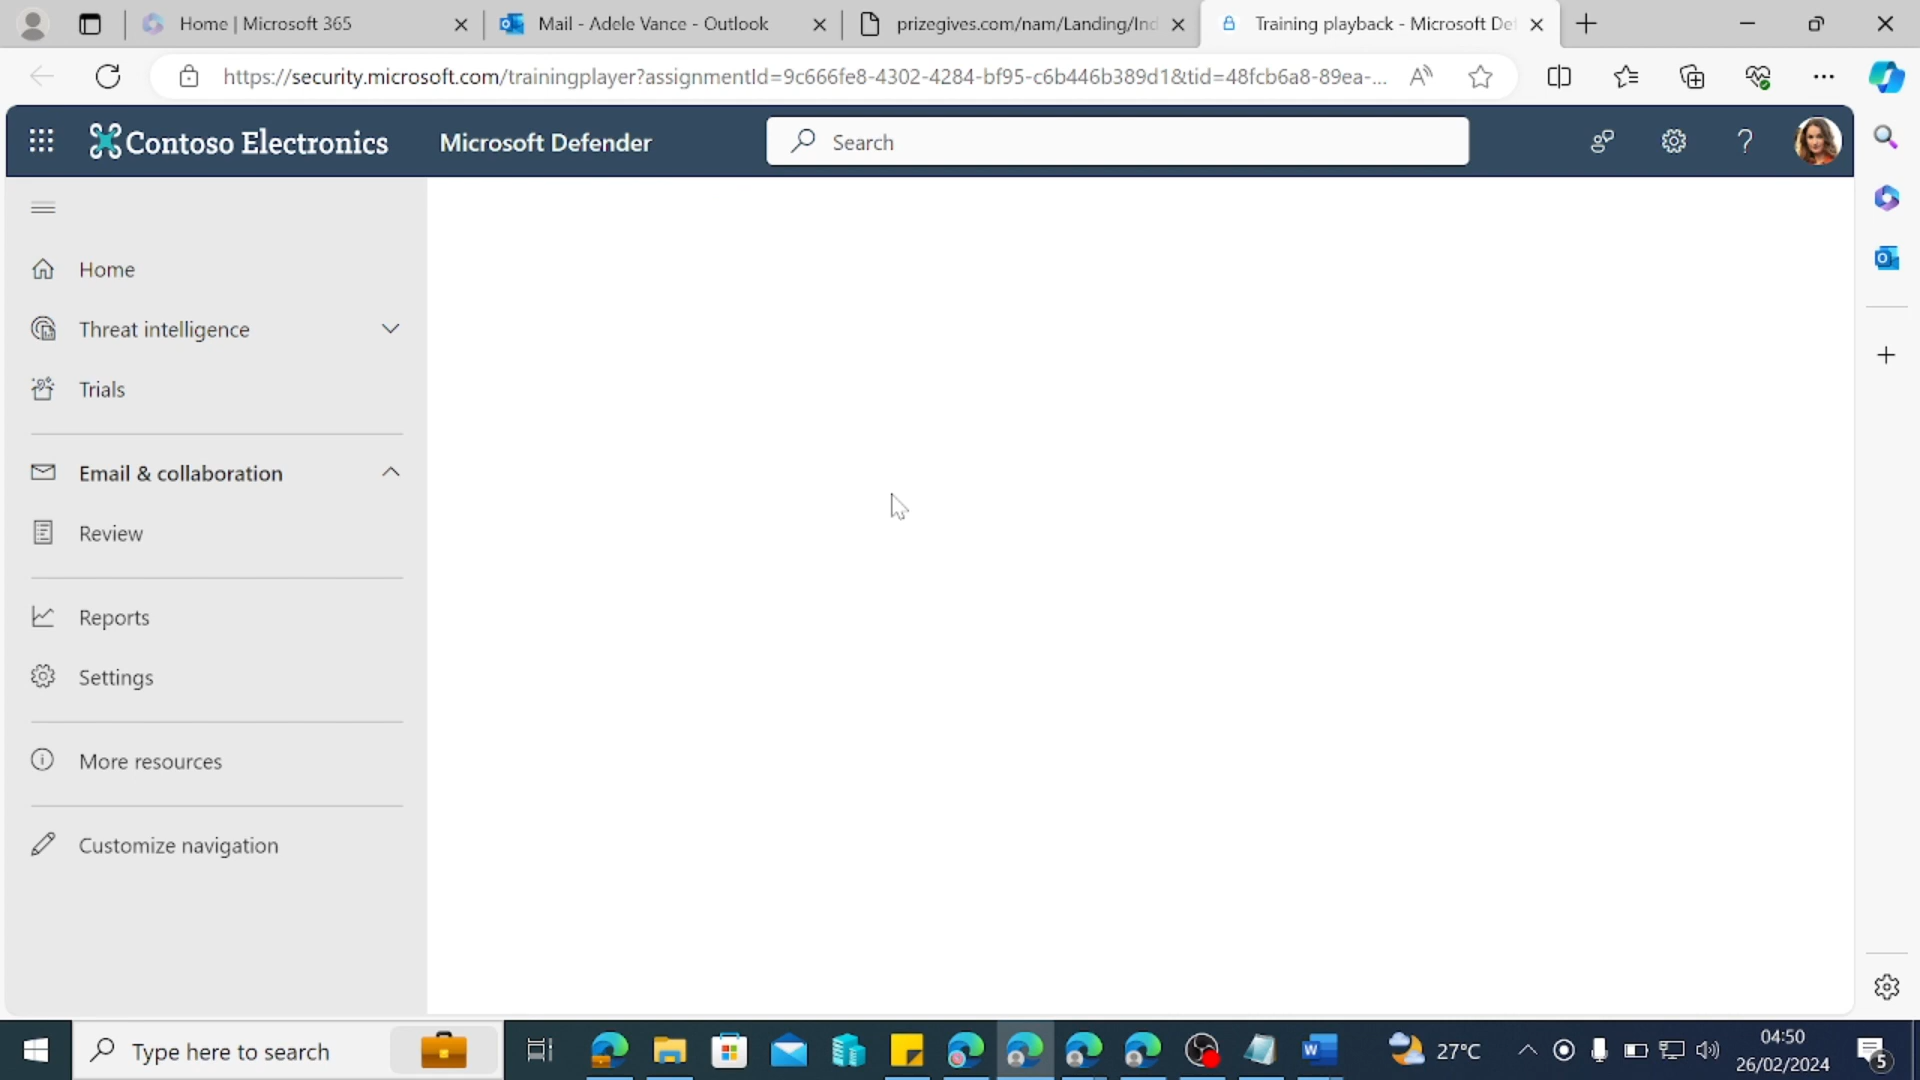 Home | Microsoft 365
Mail - Adele Vance - Outlook
prizegives.com/nam/Landing/Ind
Training playback - Microsoft Def
https://security.microsoft.com/trainingplayer?assignmentId=9c666fe8-4302-4284-bf95-c6b446b389d1&tid=48fcb6a8-89ea-...
Contoso Electronics
Microsoft Defender
Search
Home
Threat intelligence
Trials
Email & collaboration
Review
Reports
Settings
More resources
Customize navigation
Type here to search
27°C
04:50
26/02/2024
5